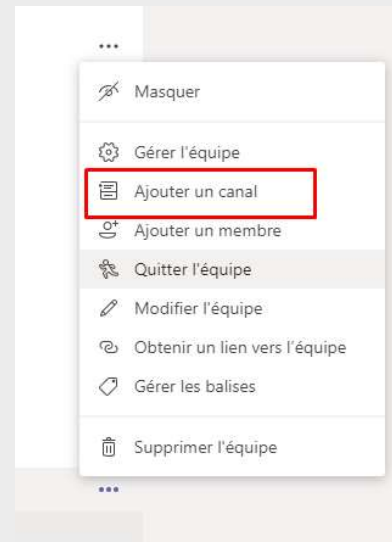 Masquer
Gérer l'équipe
Ajouter un canal
Ajouter un membre
Quitter l'équipe
Modifier l'équipe
Obtenir un lien vers l'équipe
Gérer les balises
Supprimer l'équipe